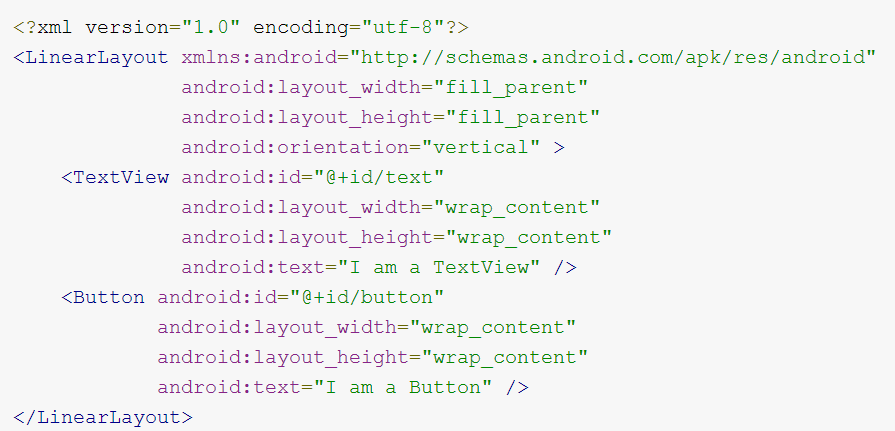 <?xml version="1.0" encoding="utf-8"?>
<LinearLayout xmlns:android="http://schemas.android.com/apk/res/android"
              android:layout_width="fill_parent"
              android:layout_height="fill_parent"
              android:orientation="vertical" >
    <TextView android:id="@+id/text"
              android:layout_width="wrap_content"
              android:layout_height="wrap_content"
              android:text="I am a TextView" />
    <Button android:id="@+id/button"
            android:layout_width="wrap_content"
            android:layout_height="wrap_content"
            android:text="I am a Button" />
</LinearLayout>